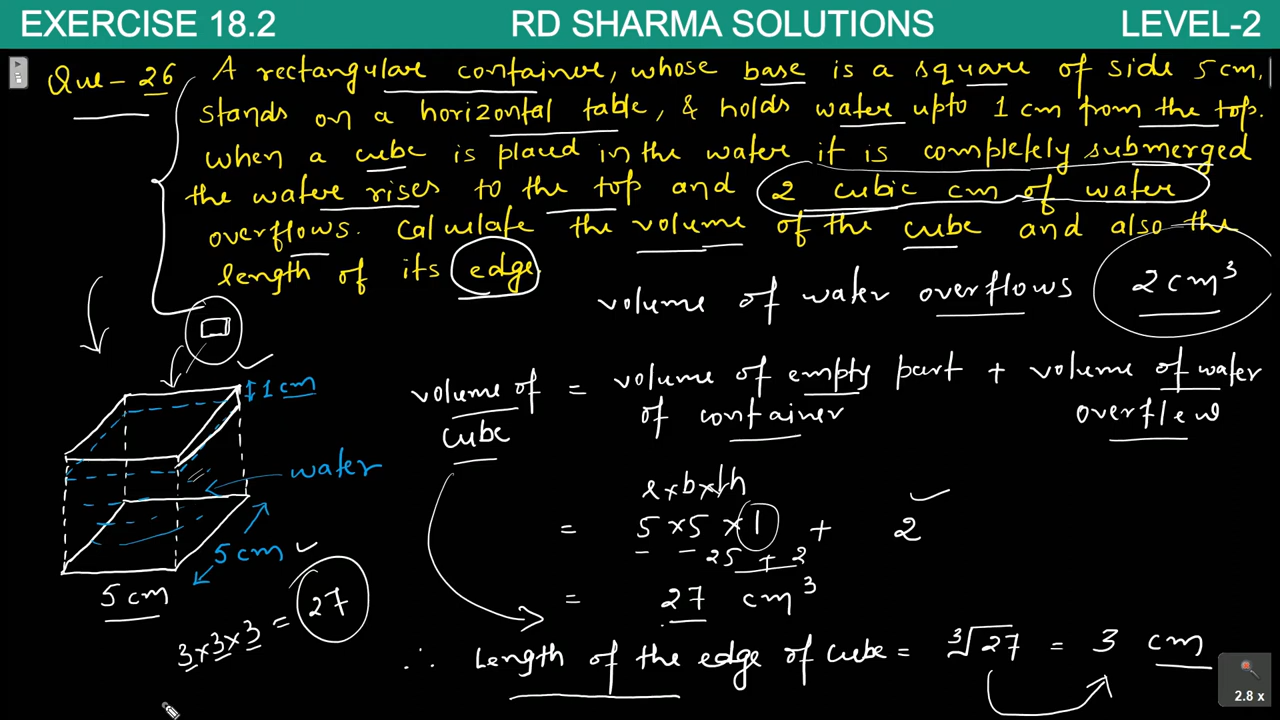 EXERCISE 18.2 RD SHARMA SOLUTIONS LEVEL-2
Que - 26 A rectangular container, whose base is a square of side 5 cm,
stands on a horizontal table, & holds water upto 1 cm from the top.
when a cube is placed in the water it is completely submerged
the water rises to the top and 2 cubic cm of water
overflows. Calculate the volume of the cube and also the
length of its edge.
volume of water overflows 2 cm³
1 cm
volume of = volume of empty part + volume of water
cube of container overflew
water
l x b x h
= 5 x 5 x 1 + 2
25 + 2
5 cm
5 cm
= 27 cm³
3 x 3 x 3 = 27
∴ Length of the edge of cube = ∛27 = 3 cm
2.8 x